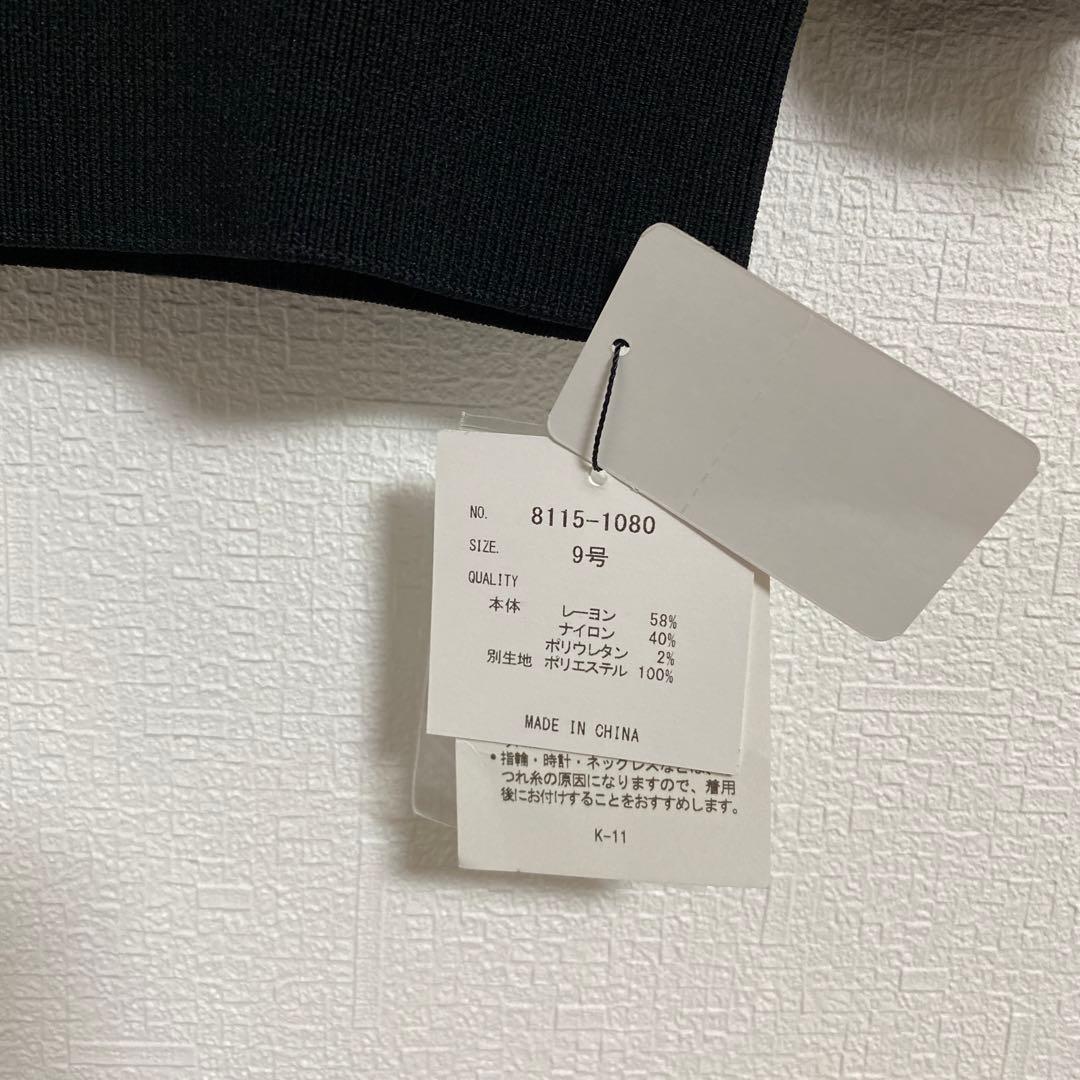 NO. 8115-1080
SIZE. 9号
QUALITY
本体 レーヨン 58%
ナイロン 40%
ポリウレタン 2%
別生地 ポリエステル 100%
MADE IN CHINA
•指輪・時計・ネックレスなどは、
つれ糸の原因になりますので、着用
後にお付けすることをおすすめします。
K-11